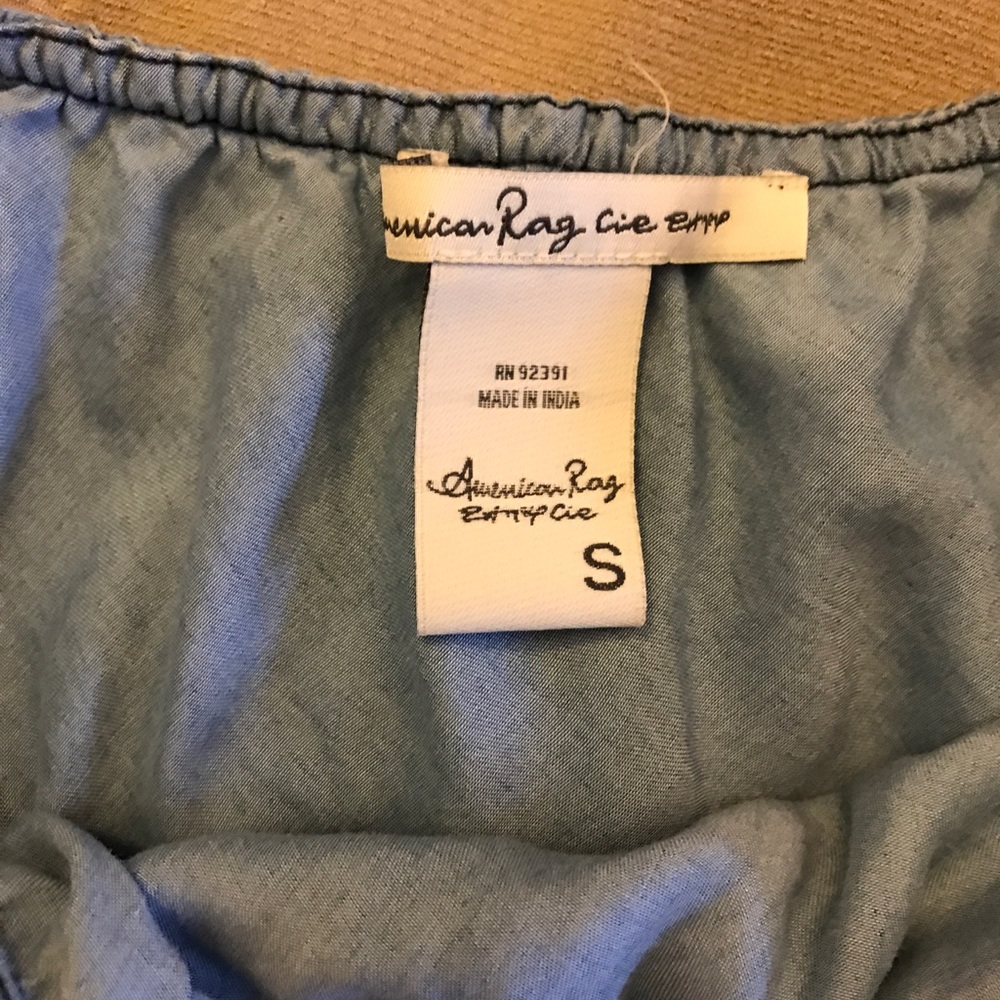 American Rag Cie
RN 92391
MADE IN INDIA
American Rag
Cie
S